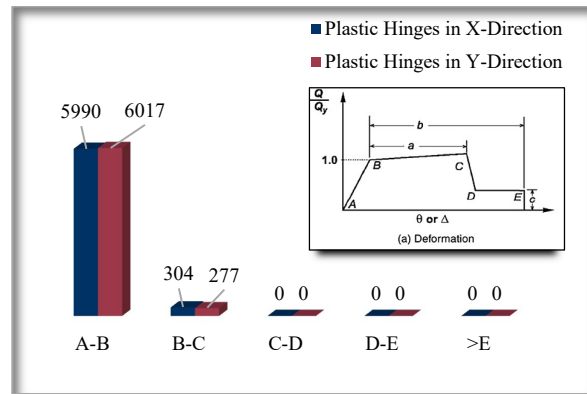 Plastic Hinges in X-Direction
Plastic Hinges in Y-Direction
Q
Qy
b
a
1.0
B
C
D
E
c
A
θ or Δ
(a) Deformation
5990 6017
304 277
0 0 0 0 0 0
A-B B-C C-D D-E >E